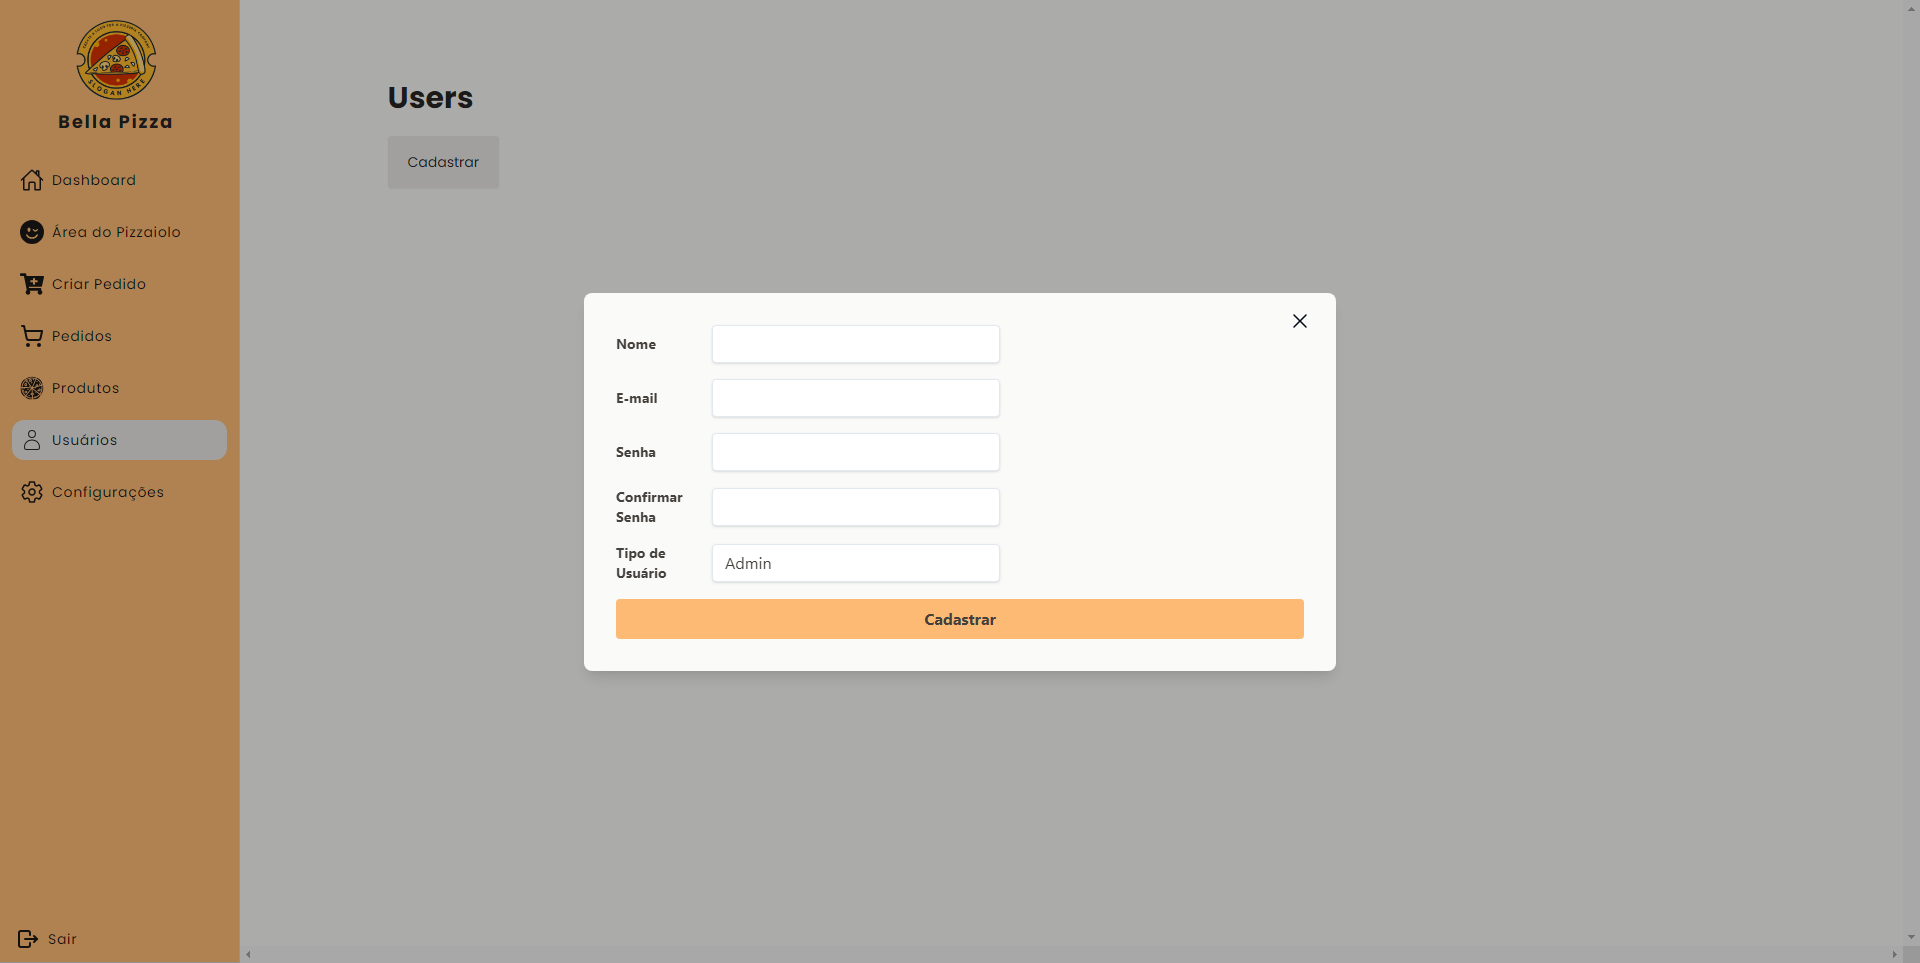 SLOGAN HERE
Bella Pizza
Dashboard
Área do Pizzaiolo
Criar Pedido
Pedidos
Produtos
Usuários
Configurações
Sair
Users
Cadastrar
Nome
E-mail
Senha
Confirmar
Senha
Tipo de
Usuário
Admin
Cadastrar